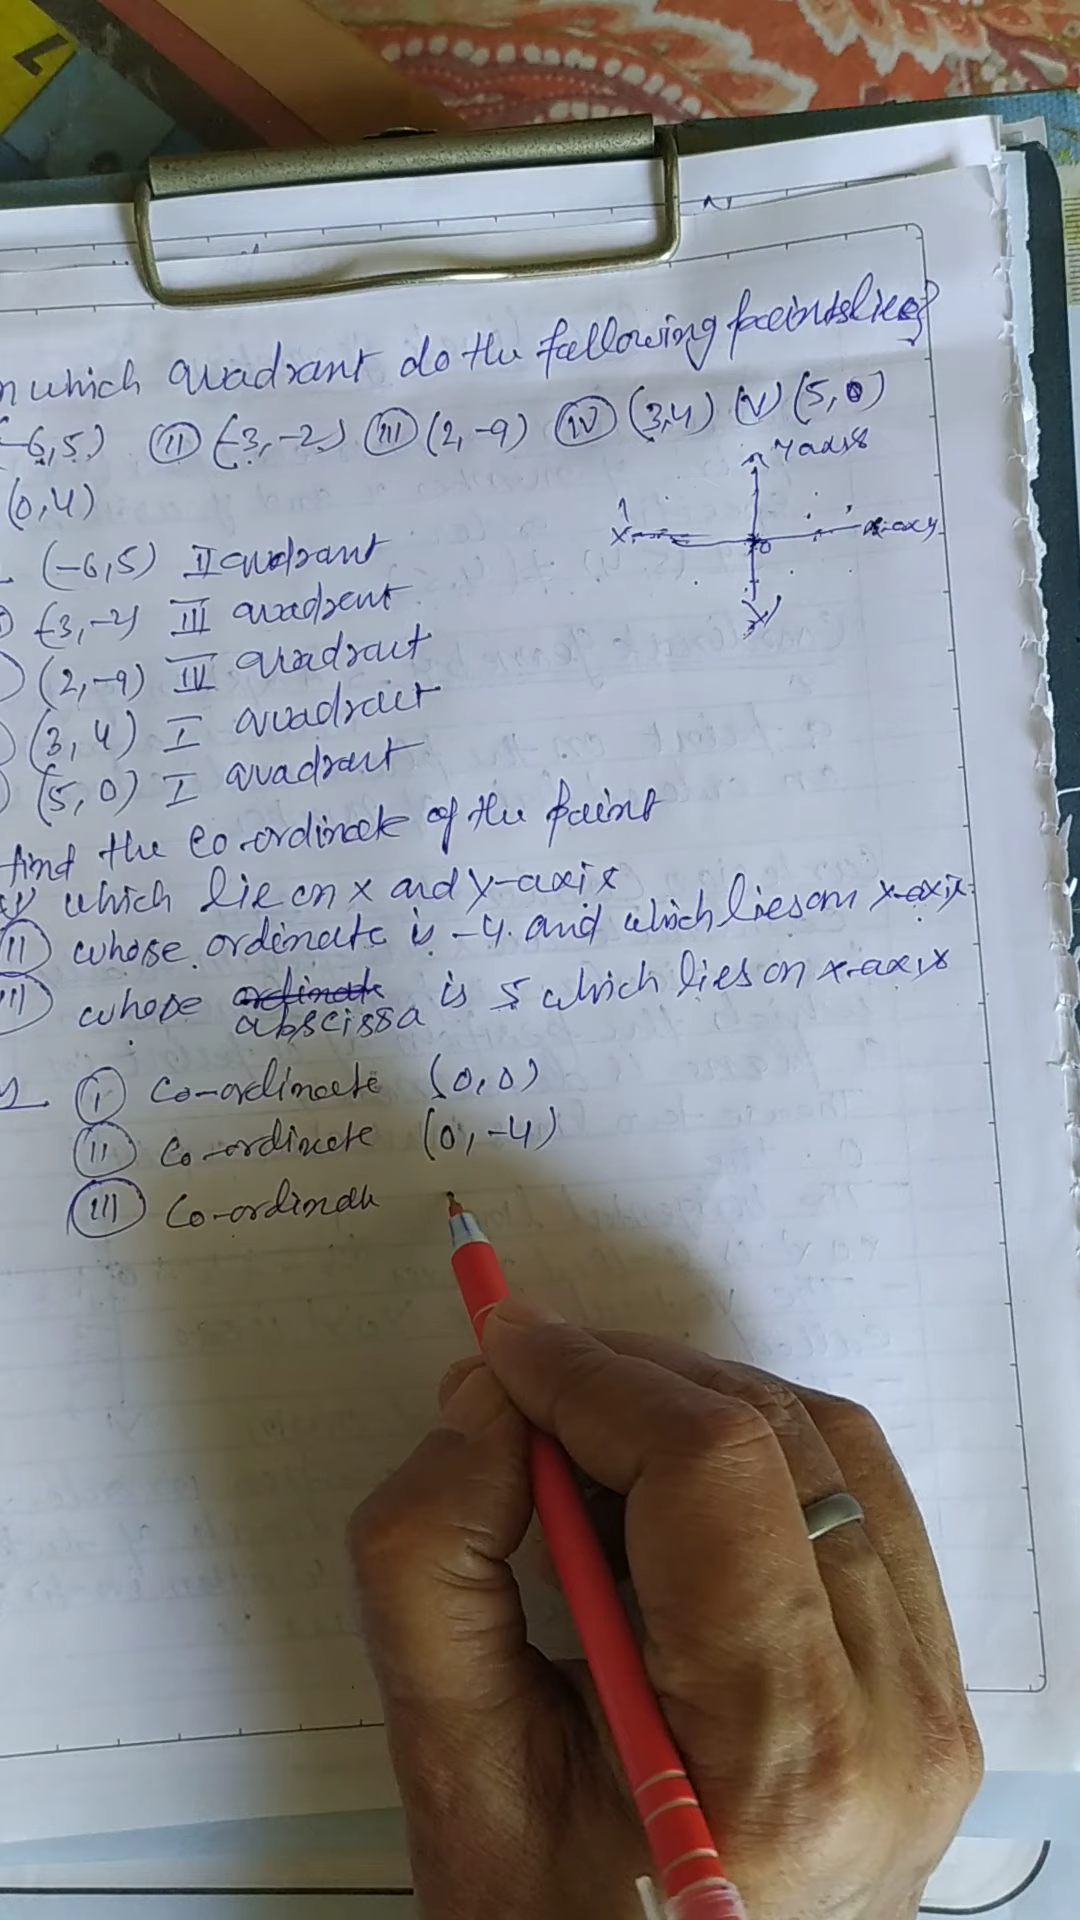 n which quadrant do the following points lies?
-6,5) (II) (-3,-2) (III) (2,-9) (IV) (3,4) (V) (5,0)
(0,4)
Y axis
X
o
(-6,5) II quadrant
(-3,-2) III quadrent
(2,-9) IV quadrant
(3,4) I quadrant
(5,0) I quadrant
find the co-ordinate of the point
which lie on x and y-axis
(II) whose ordinate is -4. and which lies on x-axis
whose ordinate is 5 which lies on x-axis
abscissa
(I) Co-ordinate (0,0)
(II) Co-ordinate (0,-4)
(III) Co-ordinate